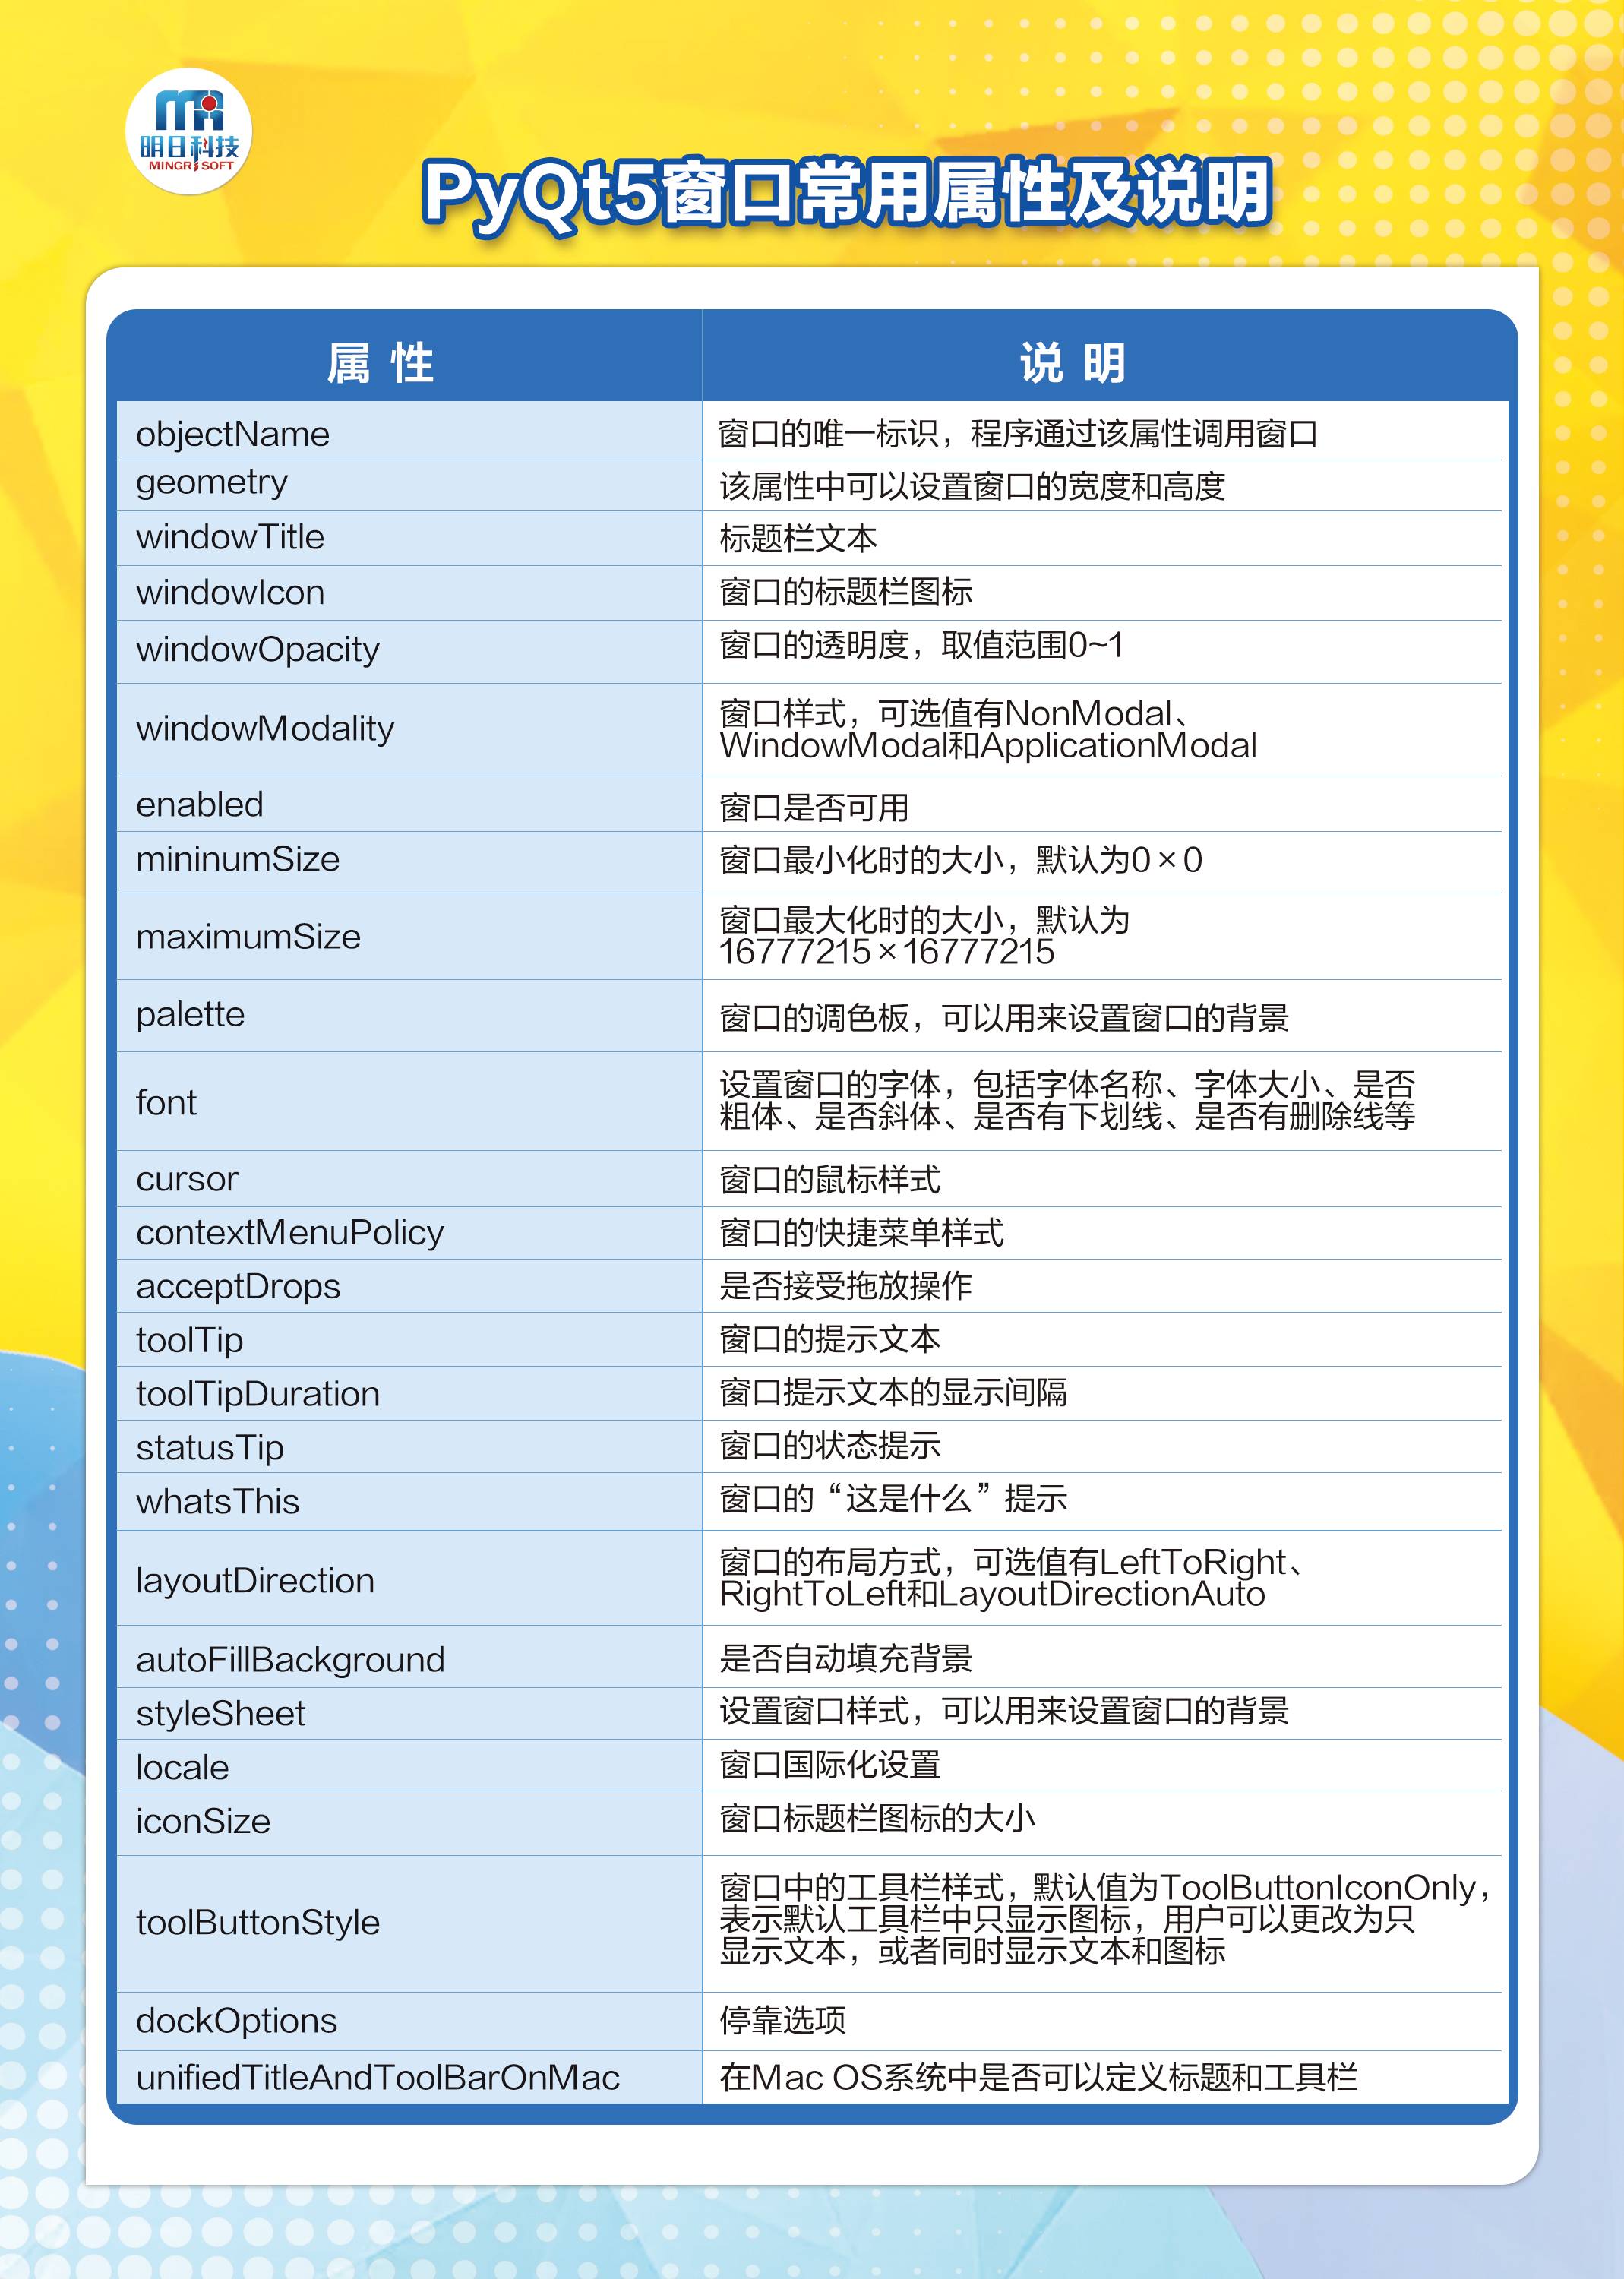 明日科技
MINGRISOFT
PyQt5窗口常用属性及说明
属 性 说 明
objectName 窗口的唯一标识，程序通过该属性调用窗口
geometry 该属性中可以设置窗口的宽度和高度
windowTitle 标题栏文本
windowIcon 窗口的标题栏图标
windowOpacity 窗口的透明度，取值范围0~1
windowModality 窗口样式，可选值有NonModal、
WindowModal和ApplicationModal
enabled 窗口是否可用
mininumSize 窗口最小化时的大小，默认为0×0
maximumSize 窗口最大化时的大小，默认为
16777215×16777215
palette 窗口的调色板，可以用来设置窗口的背景
font 设置窗口的字体，包括字体名称、字体大小、是否
粗体、是否斜体、是否有下划线、是否有删除线等
cursor 窗口的鼠标样式
contextMenuPolicy 窗口的快捷菜单样式
acceptDrops 是否接受拖放操作
toolTip 窗口的提示文本
toolTipDuration 窗口提示文本的显示间隔
statusTip 窗口的状态提示
whatsThis 窗口的“这是什么”提示
layoutDirection 窗口的布局方式，可选值有LeftToRight、
RightToLeft和LayoutDirectionAuto
autoFillBackground 是否自动填充背景
styleSheet 设置窗口样式，可以用来设置窗口的背景
locale 窗口国际化设置
iconSize 窗口标题栏图标的大小
toolButtonStyle 窗口中的工具栏样式，默认值为ToolButtonIconOnly，
表示默认工具栏中只显示图标，用户可以更改为只
显示文本，或者同时显示文本和图标
dockOptions 停靠选项
unifiedTitleAndToolBarOnMac 在Mac OS系统中是否可以定义标题和工具栏